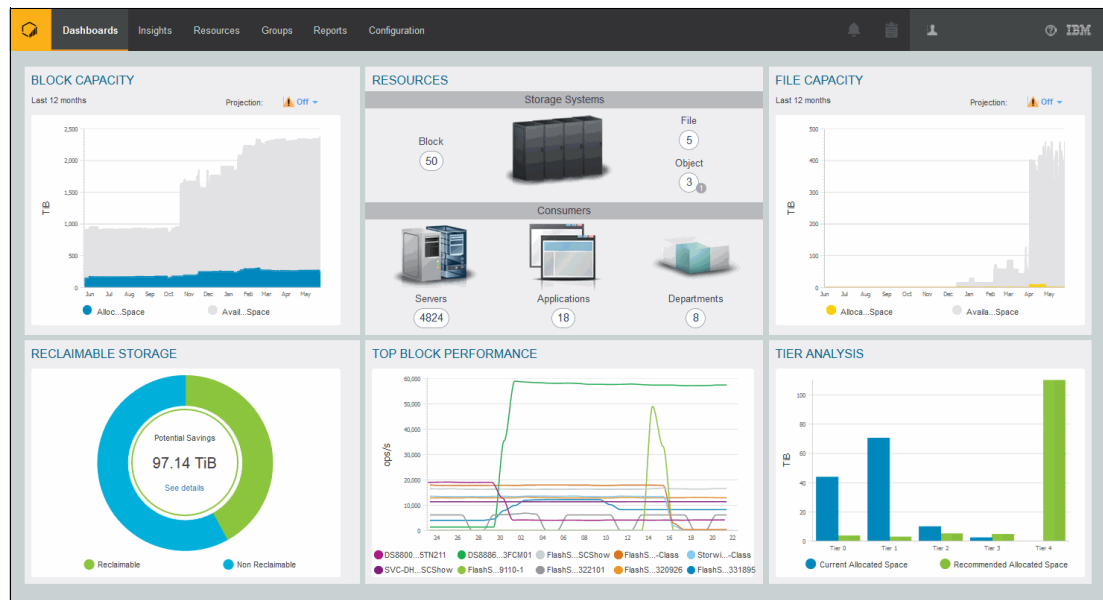 Dashboards Insights Resources Groups Reports Configuration IBM
BLOCK CAPACITY
Last 12 months Projection: Off
2,500
2,000
1,500
1,000
500
0
TiB
Jun Jul Aug Sep Oct Nov Dec Jan Feb Mar Apr May
Alloc...Space Avail...Space
RESOURCES
Storage Systems
Block
50
File
5
Object
3
Consumers
Servers
4824
Applications
18
Departments
8
FILE CAPACITY
Last 12 months Projection: Off
500
400
300
200
100
0
TiB
Jun Jul Aug Sep Oct Nov Dec Jan Feb Mar Apr May
Alloca...Space Availa...Space
RECLAIMABLE STORAGE
Potential Savings
97.14 TiB
See details
Reclaimable Non Reclaimable
TOP BLOCK PERFORMANCE
60,000
50,000
40,000
30,000
20,000
10,000
0
ops/s
24 26 28 30 02 04 06 08 10 12 14 16 18 20 22
DS8800...5TN211 DS8886...3FCM01 FlashS...SCShow FlashS...-Class Storwi...-Class
SVC-DH...SCShow FlashS...9110-1 FlashS...322101 FlashS...320926 FlashS...331895
TIER ANALYSIS
100
80
60
40
20
0
TiB
Tier 0 Tier 1 Tier 2 Tier 3 Tier 4
Current Allocated Space Recommended Allocated Space